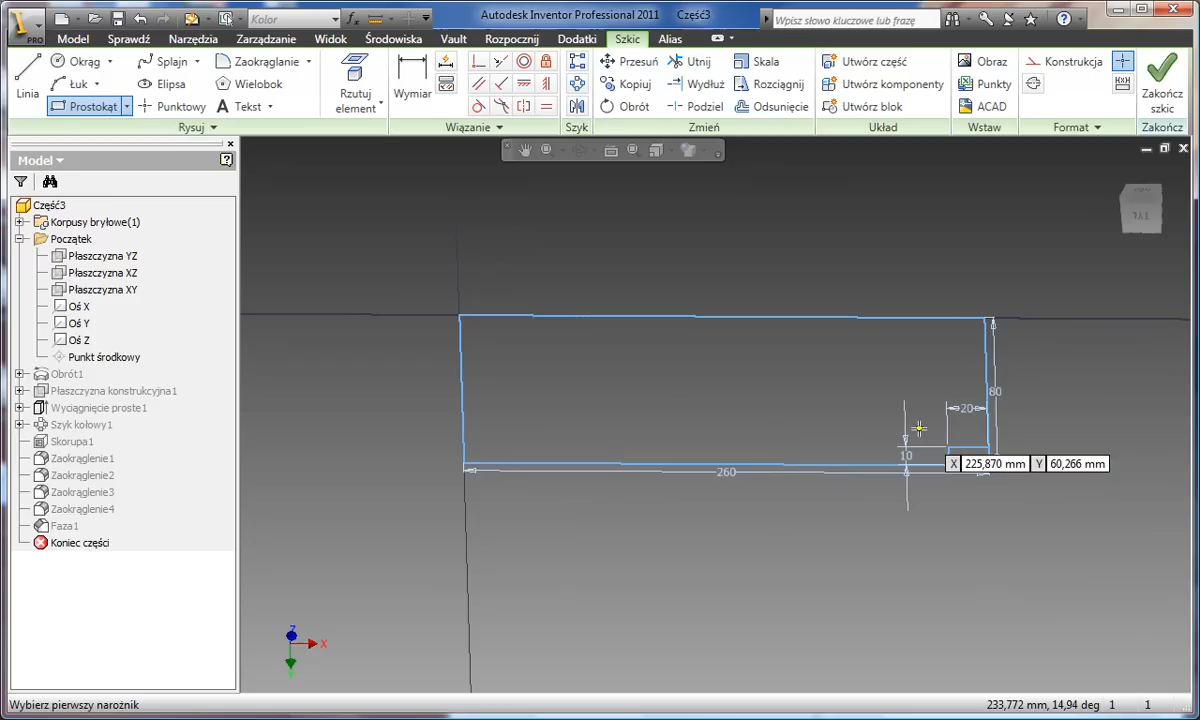 PRO
Kolor
Autodesk Inventor Professional 2011 Część3
Wpisz słowo kluczowe lub frazę
Model Sprawdź Narzędzia Zarządzanie Widok Środowiska Vault Rozpocznij Dodatki Szkic Alias
Linia
Okrąg
Łuk
Prostokąt
Splajn
Elipsa
Punktowy
Zaokrąglanie
Wielobok
Tekst
Rzutuj
element
Wymiar
Przesuń
Kopiuj
Obrót
Utnij
Wydłuż
Podziel
Skala
Rozciągnij
Odsunięcie
Utwórz część
Utwórz komponenty
Utwórz blok
Obraz
Punkty
ACAD
Konstrukcja
Zakończ
szkic
Rysuj
Wiązanie
Szyk
Zmień
Układ
Wstaw
Format
Zakończ
Model
Część3
Korpusy bryłowe(1)
Początek
Płaszczyzna YZ
Płaszczyzna XZ
Płaszczyzna XY
Oś X
Oś Y
Oś Z
Punkt środkowy
Obrót1
Płaszczyzna konstrukcyjna1
Wyciągnięcie proste1
Szyk kołowy1
Skorupa1
Zaokrąglenie1
Zaokrąglenie2
Zaokrąglenie3
Zaokrąglenie4
Faza1
Koniec części
TYŁ
80
20
10
260
X 225,870 mm Y 60,266 mm
Z
X
Wybierz pierwszy narożnik
233,772 mm, 14,94 deg 1 1